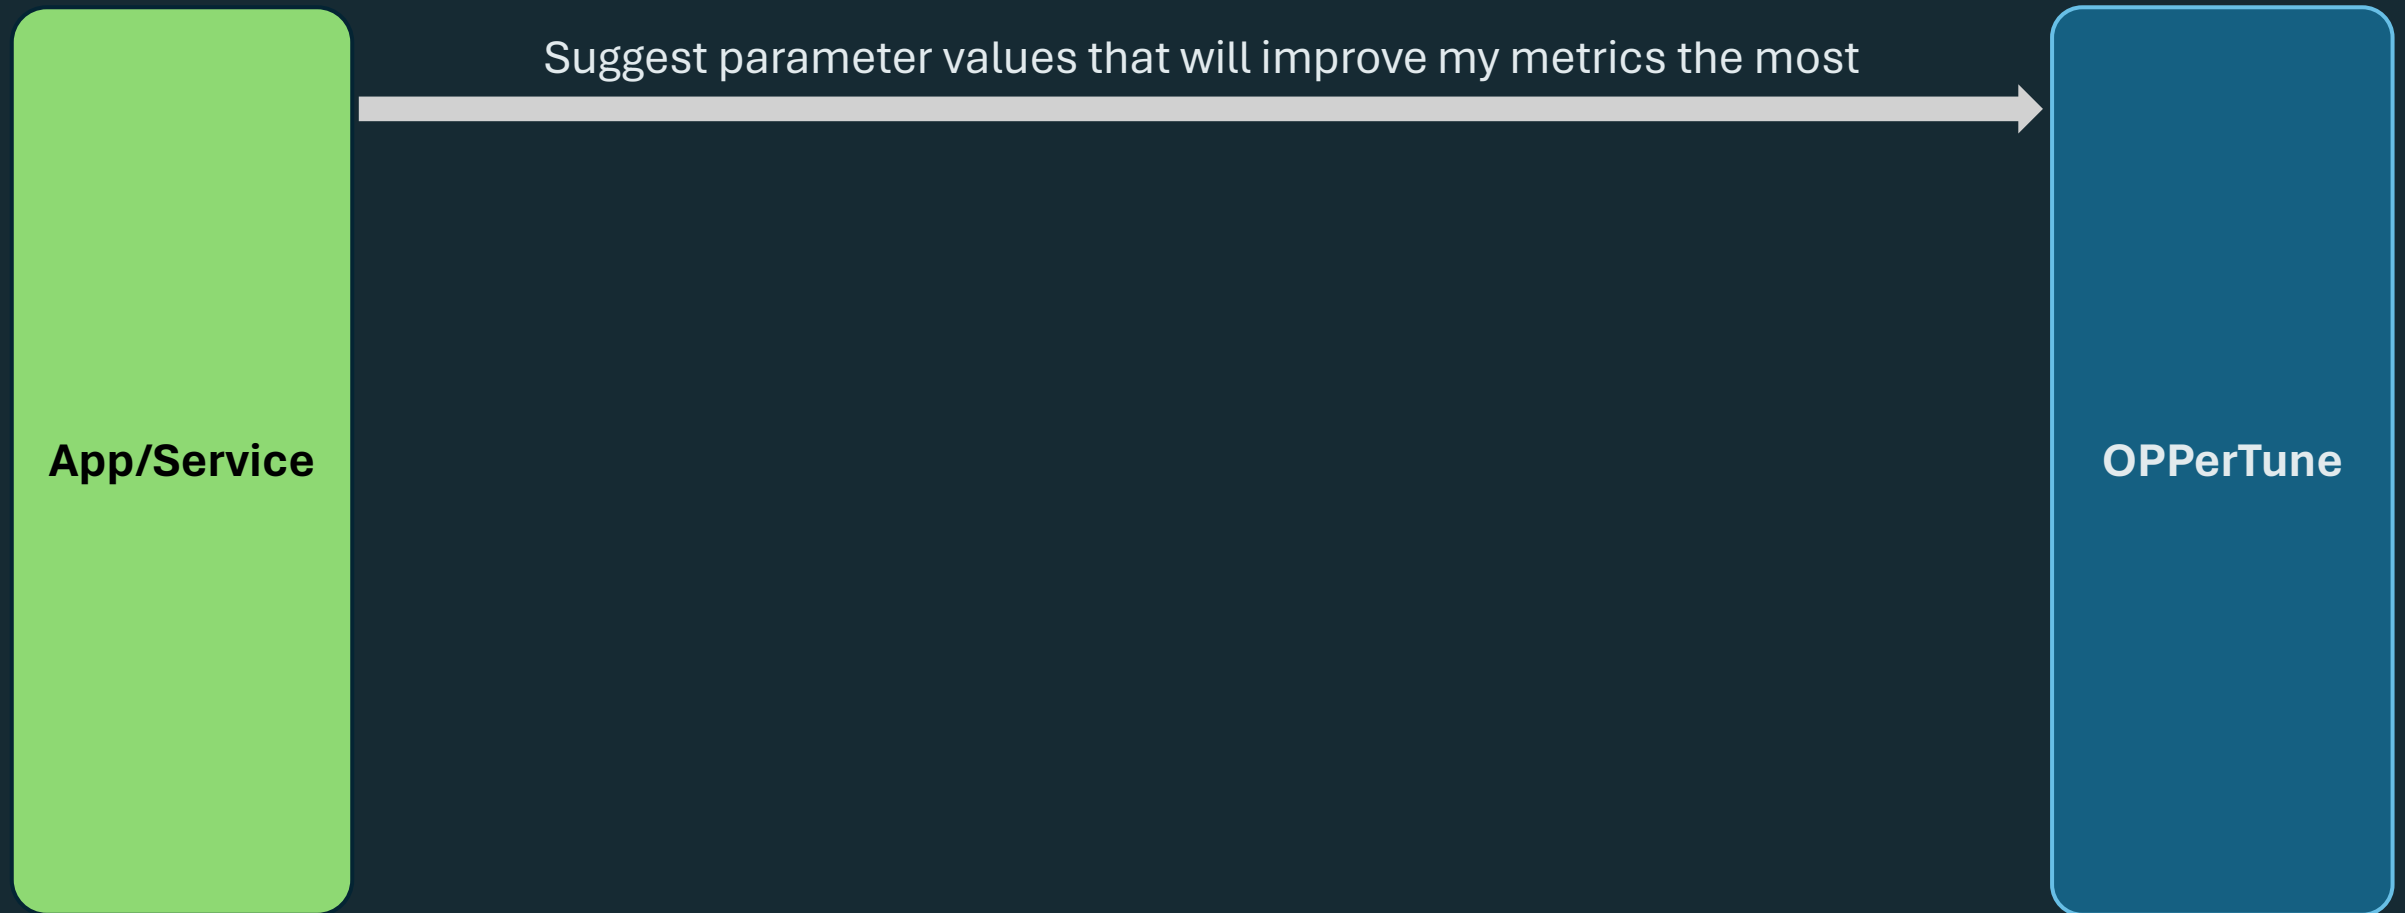 Suggest parameter values that will improve my metrics the most
App/Service
OPPerTune